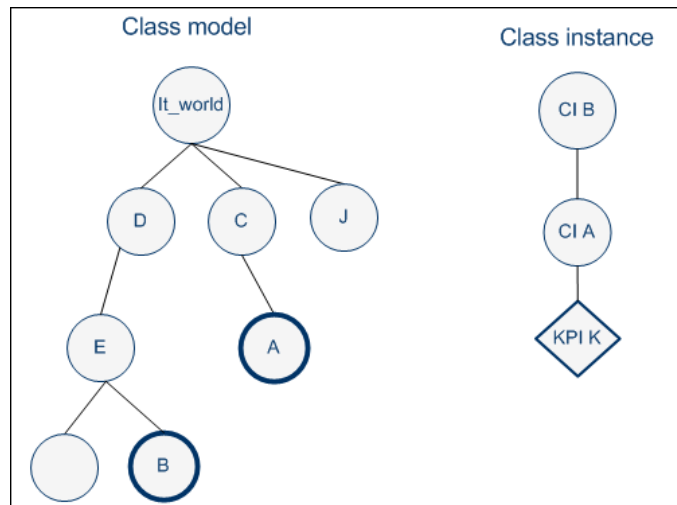 Class model
Class instance
It_world
CI B
D
C
J
CI A
E
A
KPI K
B